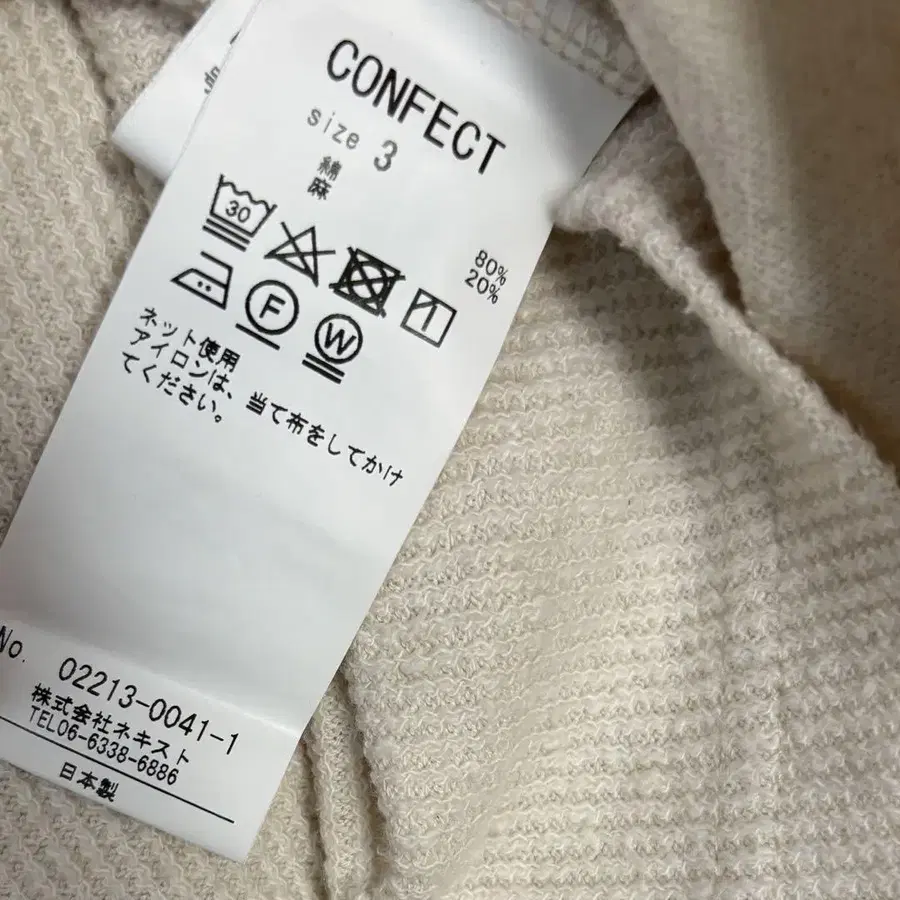 CONFECT
size 3
綿 80%
麻 20%
30
F
W
ネット使用
アイロンは、当て布をしてかけ
てください。
No. 02213-0041-1
株式会社ネキスト
TEL06-6338-6886
日本製